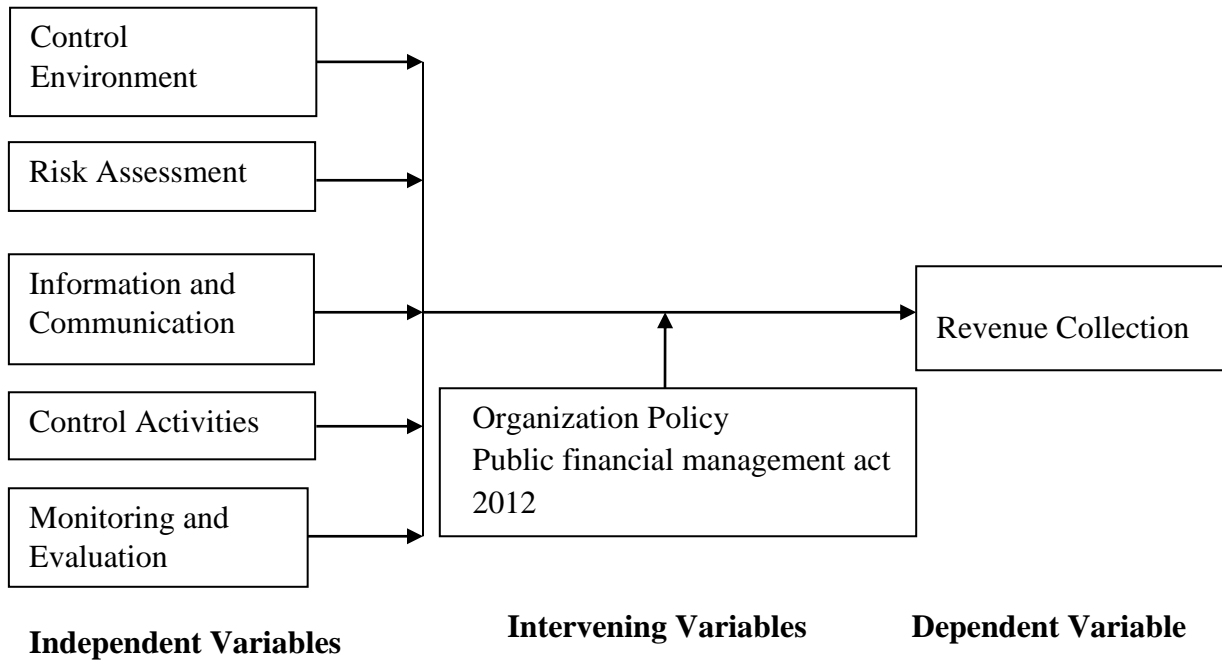 Control
Environment
Risk Assessment
Information and
Communication
Control Activities
Monitoring and
Evaluation
Organization Policy
Public financial management act
2012
Revenue Collection
Independent Variables
Intervening Variables
Dependent Variable